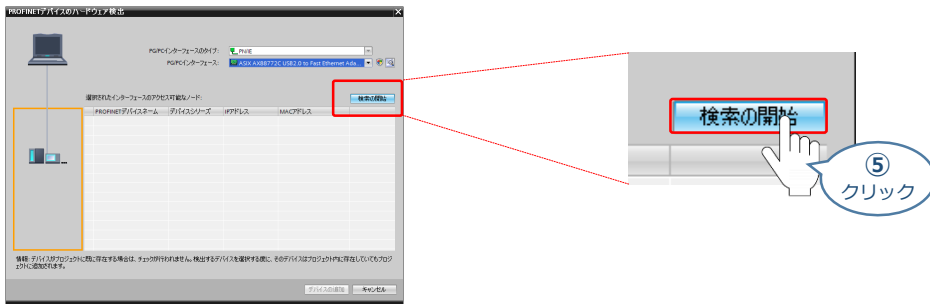 PROFINETデバイスのハードウェア検出
PG/PCインターフェースのタイプ:
PN/IE
PG/PCインターフェース:
ASIX AX88772C USB2.0 to Fast Ethernet Ada...
選択されたインターフェースのアクセス可能なノード:
検索の開始
PROFINETデバイスネーム デバイスシリーズ IPアドレス MACアドレス
情報: デバイスがプロジェクトに既に存在する場合は、チェックが行われません。検出するデバイスを選択する度に、そのデバイスはプロジェクト内に存在していてもプロジ
ェクトに追加されます。
デバイスの追加 キャンセル
検索の開始
⑤
クリック